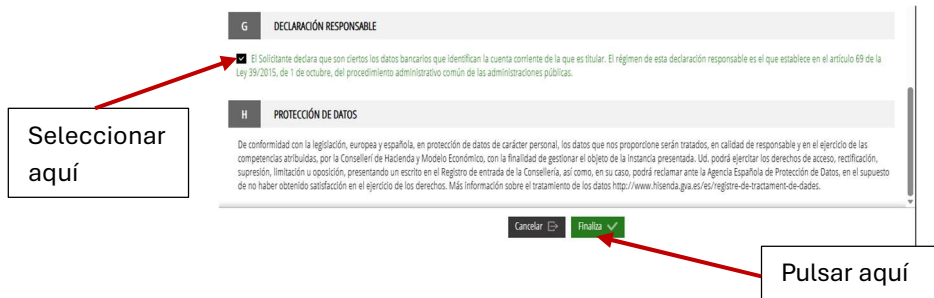 G DECLARACIÓN RESPONSABLE
El Solicitante declara que son ciertos los datos bancarios que identifican la cuenta corriente de la que es titular. El régimen de esta declaración responsable es el que establece en el artículo 69 de la
Ley 39/2015, de 1 de octubre, del procedimiento administrativo común de las administraciones públicas.
Seleccionar
aquí
H PROTECCIÓN DE DATOS
De conformidad con la legislación, europea y española, en protección de datos de carácter personal, los datos que nos proporcione serán tratados, en calidad de responsable y en el ejercicio de las
competencias atribuidas, por la Consellerí de Hacienda y Modelo Económico, con la finalidad de gestionar el objeto de la instancia presentada. Ud. podrá ejercitar los derechos de acceso, rectificación,
supresión, limitación u oposición, presentando un escrito en el Registro de entrada de la Consellería, así como, en su caso, podrá reclamar ante la Agencia Española de Protección de Datos, en el supuesto
de no haber obtenido satisfacción en el ejercicio de los derechos. Más información sobre el tratamiento de los datos http://www.hisenda.gva.es/es/registre-de-tractament-de-dades.
Cancelar Finaliza
Pulsar aquí